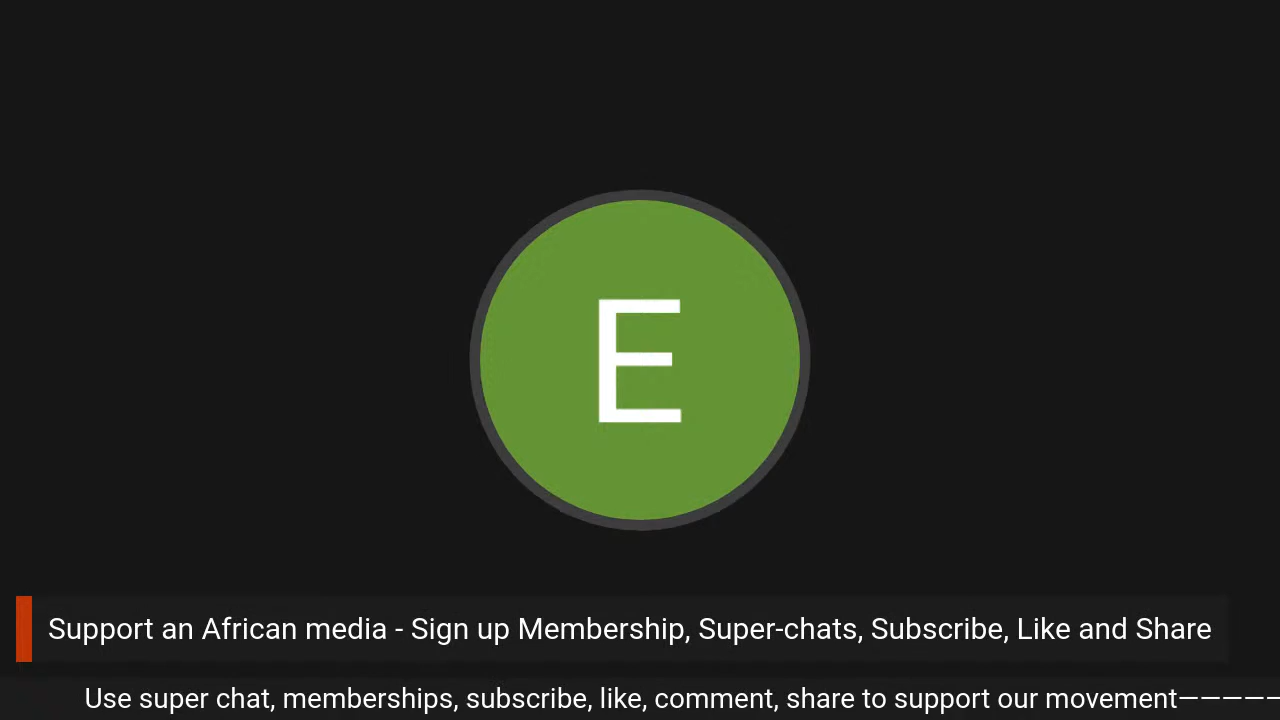 E
Support an African media - Sign up Membership, Super-chats, Subscribe, Like and Share
Use super chat, memberships, subscribe, like, comment, share to support our movement—————